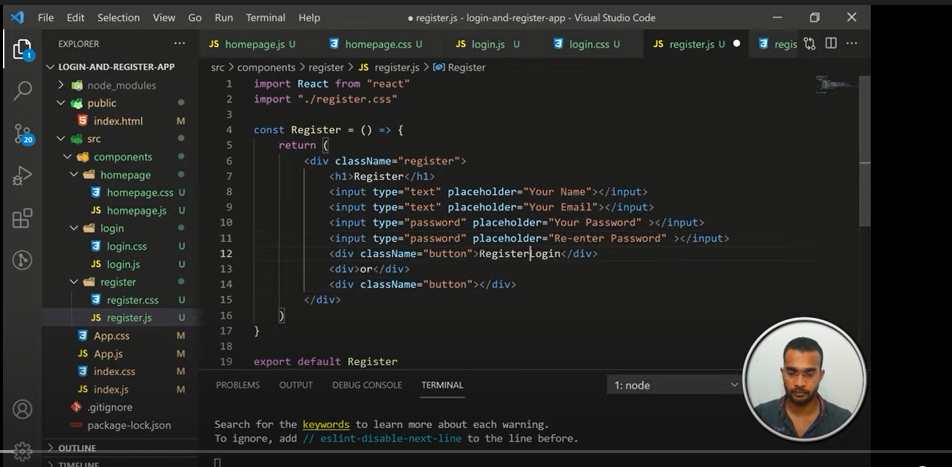 File Edit Selection View Go Run Terminal Help
● register.js - login-and-register-app - Visual Studio Code
EXPLORER ···
JS homepage.js U
homepage.css U
JS login.js U
login.css U
JS register.js U ●
regis
···
LOGIN-AND-REGISTER-APP
node_modules
public
index.html M
src
components
homepage
homepage.css U
JS homepage.js U
login
login.css U
JS login.js U
register
register.css U
JS register.js U
App.css M
JS App.js M
index.css M
JS index.js M
.gitignore
package-lock.json
OUTLINE
TIMELINE
1
20
src > components > register > JS register.js > Register
1 import React from "react"
2 import "./register.css"
3
4 const Register = () => {
5 return (
6 <div className="register">
7 <h1>Register</h1>
8 <input type="text" placeholder="Your Name"></input>
9 <input type="text" placeholder="Your Email"></input>
10 <input type="password" placeholder="Your Password" ></input>
11 <input type="password" placeholder="Re-enter Password" ></input>
12 <div className="button">RegisterLogin</div>
13 <div>or</div>
14 <div className="button"></div>
15 </div>
16 )
17 }
18
19 export default Register
PROBLEMS OUTPUT DEBUG CONSOLE TERMINAL
1: node
Search for the keywords to learn more about each warning.
To ignore, add // eslint-disable-next-line to the line before.